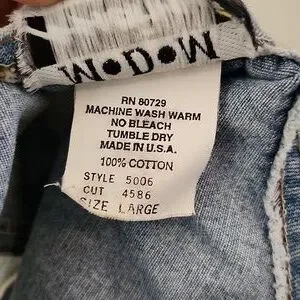 M.O.D.M
RN 80729
MACHINE WASH WARM
NO BLEACH
TUMBLE DRY
MADE IN U.S.A.
100% COTTON
STYLE 5006
CUT 4586
SIZE LARGE